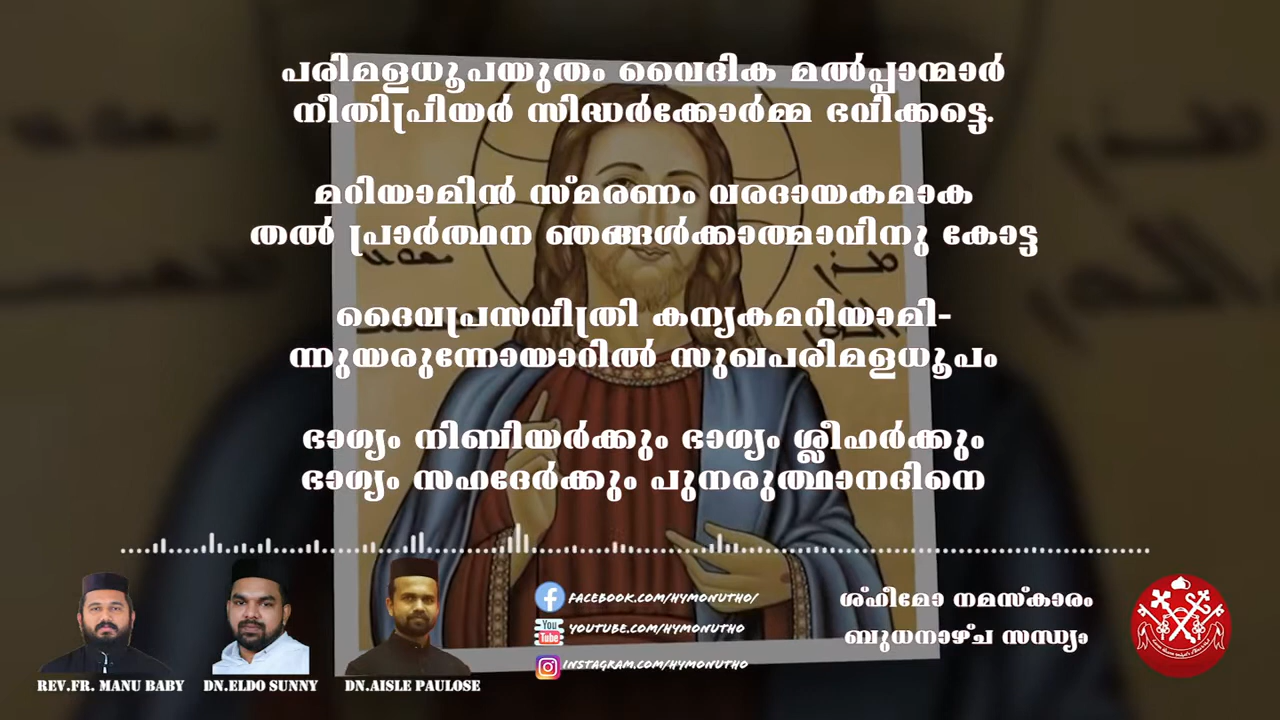 പരിമളധൂപയുതം വൈദിക മൽപ്പാന്മാർ
നീതിപ്രിയർ സിദ്ധർക്കോർമ്മ ഭവിക്കട്ടെ.
മറിയാമിൻ സ്മരണം വരദായകമാക
തൽ പ്രാർത്ഥന ഞങ്ങൾക്കാത്മാവിനു കോട്ട
ദൈവപ്രസവിത്രി കന്യകമറിയാമി-
ന്നുയരുന്നോയാറിൽ സുഖപരിമളധൂപം
ഭാഗ്യം നിബിയർക്കും ഭാഗ്യം ശ്ലീഹർക്കും
ഭാഗ്യം സഹദേർക്കും പുനരുത്ഥാനദിനെ
FACEBOOK.COM/HYMONUTHO/
YOUTUBE.COM/HYMONUTHO
INSTAGRAM.COM/HYMONUTHO
ശ്ഹീമോ നമസ്കാരം
ബുധനാഴ്ച സന്ധ്യാ
REV.FR. MANU BABY
DN.ELDO SUNNY
DN.AISLE PAULOSE
You
Tube